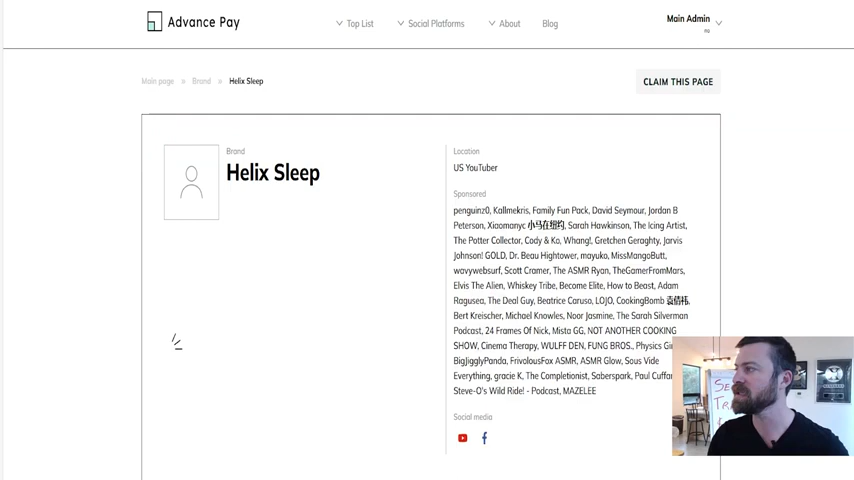 Advance Pay
Top List Social Platforms About Blog
Main Admin
Main page » Brand » Helix Sleep
CLAIM THIS PAGE
Brand
Helix Sleep
Location
US YouTuber
Sponsored
penguinz0, Kallmekris, Family Fun Pack, David Seymour, Jordan B
Peterson, Xiaomanyc 小马在纽约, Sarah Hawkinson, The Icing Artist,
The Potter Collector, Cody & Ko, Whang!, Gretchen Geraghty, Jarvis
Johnson! GOLD, Dr. Beau Hightower, mayuko, MissMangoButt,
wavywebsurf, Scott Cramer, The ASMR Ryan, TheGamerFromMars,
Elvis The Alien, Whiskey Tribe, Become Elite, How to Beast, Adam
Ragusea, The Deal Guy, Beatrice Caruso, LOJO, CookingBomb 袁倩祎,
Bert Kreischer, Michael Knowles, Noor Jasmine, The Sarah Silverman
Podcast, 24 Frames Of Nick, Mista GG, NOT ANOTHER COOKING
SHOW, Cinema Therapy, WULFF DEN, FUNG BROS., Physics
BigJigglyPanda, FrivolousFox ASMR, ASMR Glow, Sous Vide
Everything, gracie K, The Completionist, Saberspark, Paul
Steve-O's Wild Ride! - Podcast, MAZELEE
Social media